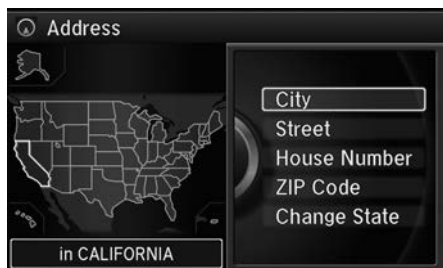 Address
City
Street
House Number
ZIP Code
Change State
in CALIFORNIA